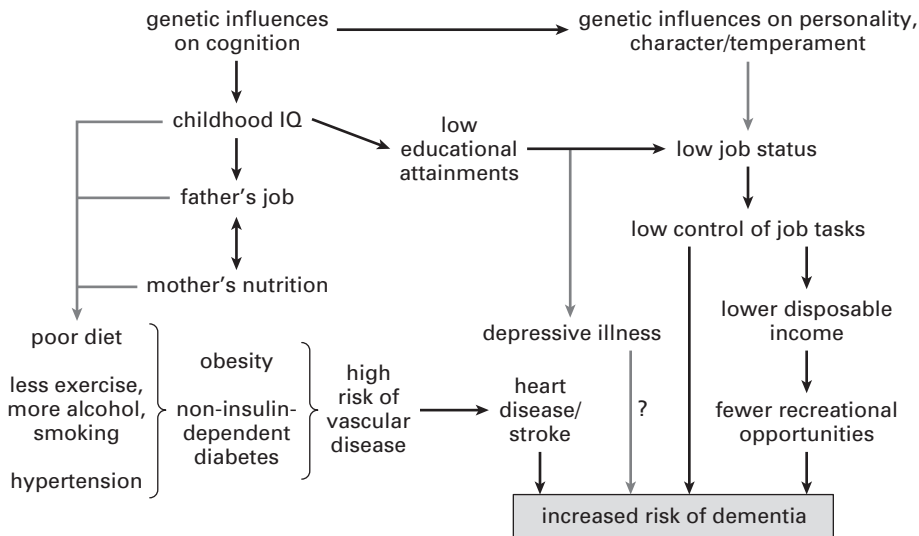 genetic influences
on cognition
genetic influences on personality,
character/temperament
childhood IQ
low
educational
attainments
low job status
father's job
low control of job tasks
mother's nutrition
lower disposable
income
poor diet
less exercise,
more alcohol,
smoking
hypertension
obesity
non-insulin-
dependent
diabetes
high
risk of
vascular
disease
depressive illness
heart
disease/
stroke
?
fewer recreational
opportunities
increased risk of dementia